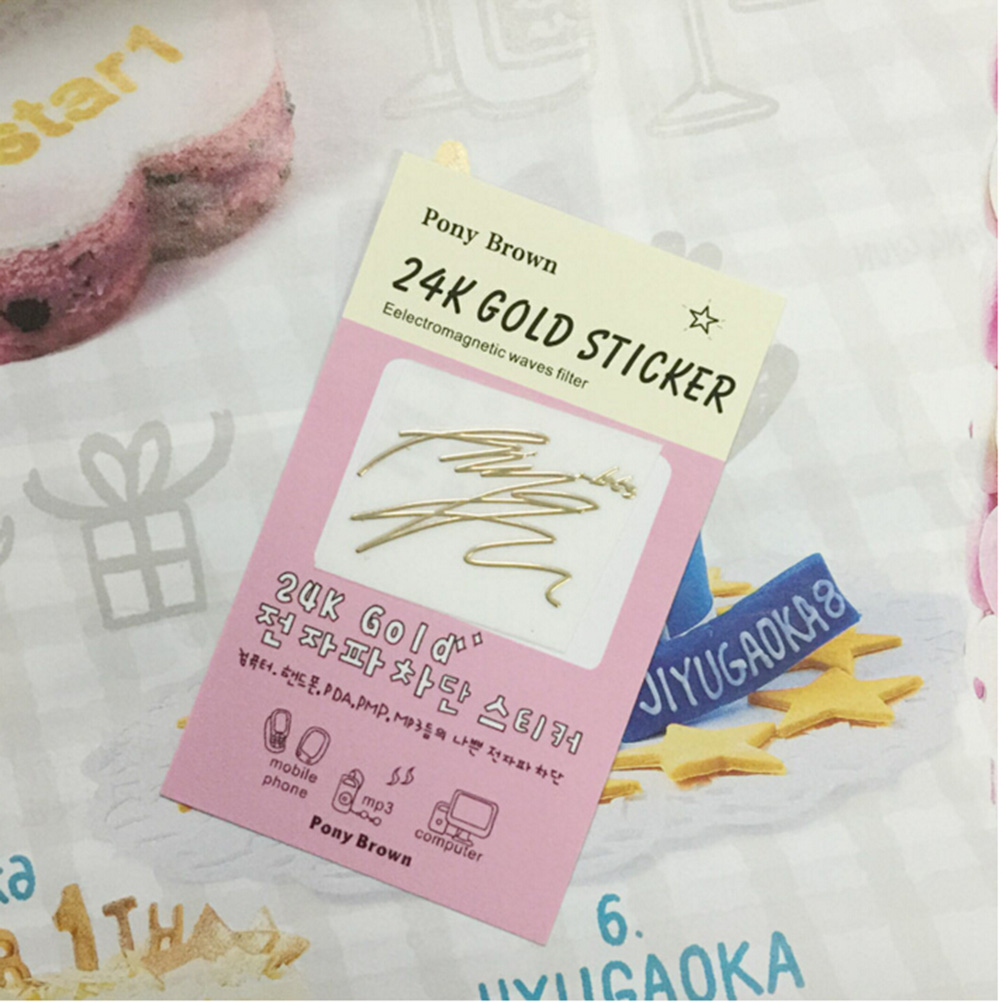 star1
Pony Brown
24K GOLD STICKER
Eelectromagnetic waves filter
24K Gold
전자파차단 스티커
컴퓨터. 핸드폰, PDA, PMP, MP3등의 나쁜 전자파 차단
mobile phone
mp3
computer
Pony Brown
JIYUGAOKA8
1TH
6.
JIYUGAOKA